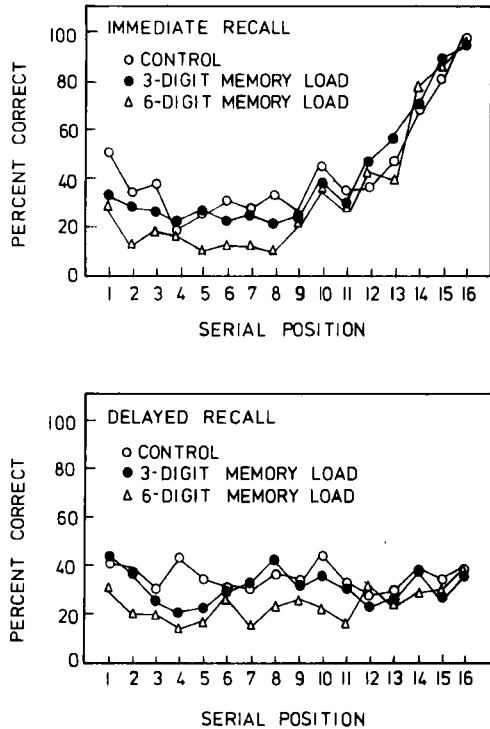 IMMEDIATE RECALL
CONTROL
3-DIGIT MEMORY LOAD
6-DIGIT MEMORY LOAD
100
80
60
40
20
0
PERCENT CORRECT
1 2 3 4 5 6 7 8 9 10 11 12 13 14 15 16
SERIAL POSITION
DELAYED RECALL
CONTROL
3-DIGIT MEMORY LOAD
6-DIGIT MEMORY LOAD
100
80
60
40
20
0
PERCENT CORRECT
1 2 3 4 5 6 7 8 9 10 11 12 13 14 15 16
SERIAL POSITION